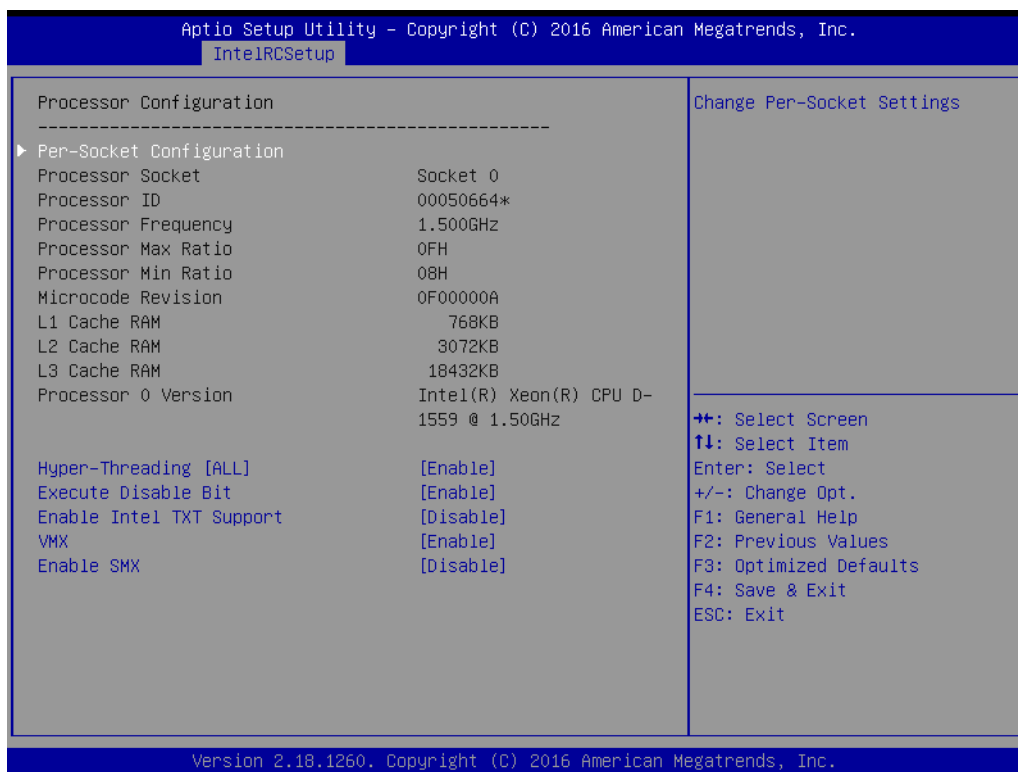 Aptio Setup Utility – Copyright (C) 2016 American Megatrends, Inc.
IntelRCSetup
Processor Configuration
--------------------------------------------------
Per-Socket Configuration
Processor Socket Socket 0
Processor ID 00050664*
Processor Frequency 1.500GHz
Processor Max Ratio 0FH
Processor Min Ratio 08H
Microcode Revision 0F00000A
L1 Cache RAM 768KB
L2 Cache RAM 3072KB
L3 Cache RAM 18432KB
Processor 0 Version Intel(R) Xeon(R) CPU D-
1559 @ 1.50GHz
Hyper-Threading [ALL] [Enable]
Execute Disable Bit [Enable]
Enable Intel TXT Support [Disable]
VMX [Enable]
Enable SMX [Disable]
Change Per-Socket Settings
→←: Select Screen
↑↓: Select Item
Enter: Select
+/-: Change Opt.
F1: General Help
F2: Previous Values
F3: Optimized Defaults
F4: Save & Exit
ESC: Exit
Version 2.18.1260. Copyright (C) 2016 American Megatrends, Inc.